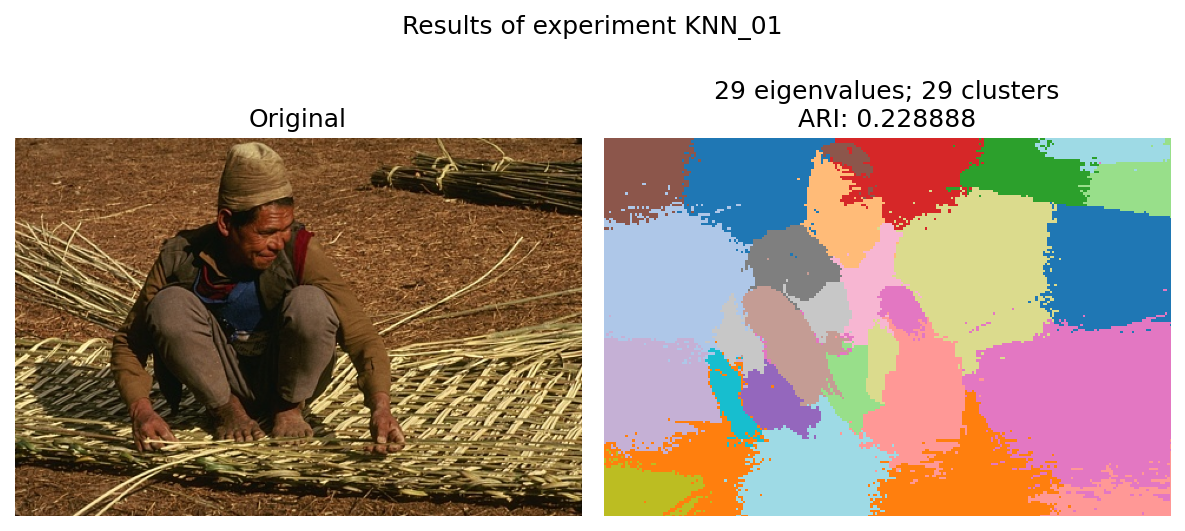 Results of experiment KNN_01
Original
29 eigenvalues; 29 clusters
ARI: 0.228888